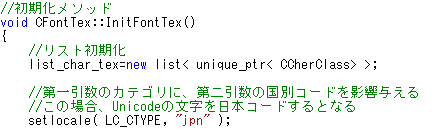 //初期化メソッド
void CFontTex::InitFontTex()
{
//リスト初期化
list_char_tex=new list< unique_ptr< CCherClass> >;
//第一引数のカテゴリに、第二引数の国別コードを影響与える
//この場合、Unicodeの文字を日本コードするとなる
setlocale( LC_CTYPE, "jpn" );